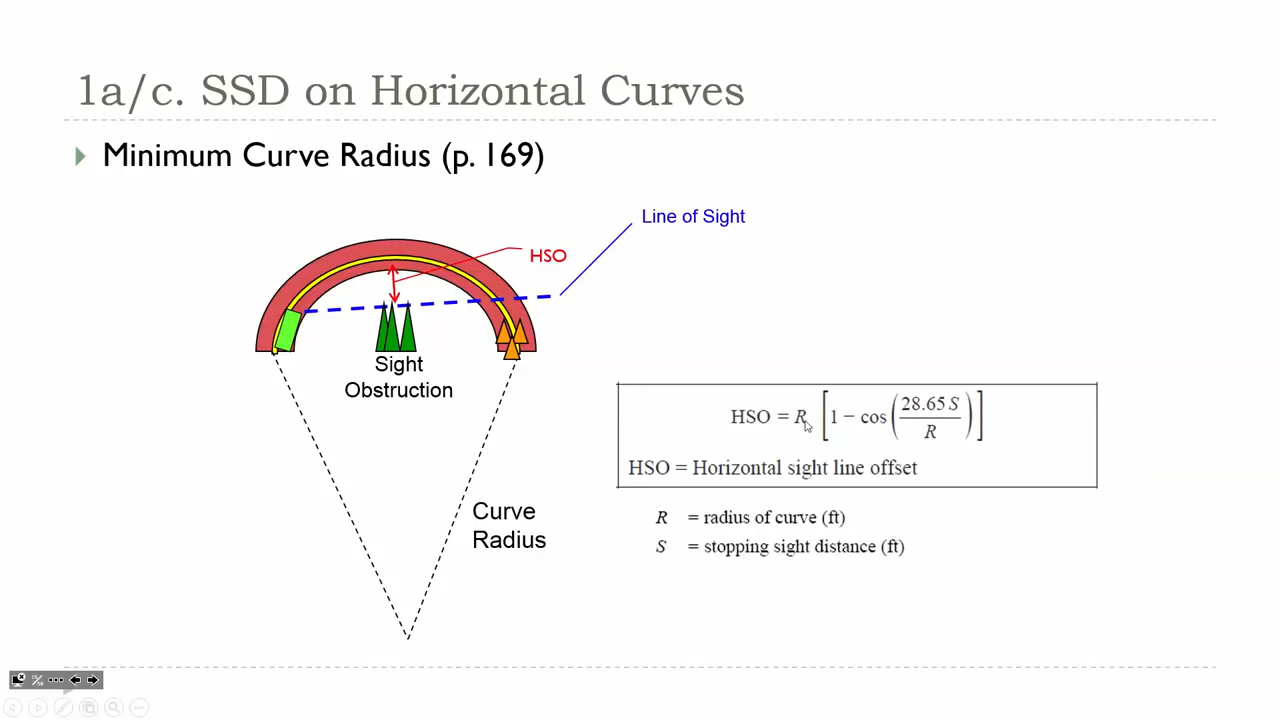 1a/c. SSD on Horizontal Curves
Minimum Curve Radius (p. 169)
Line of Sight
HSO
Sight
Obstruction
HSO = R [1 − cos(28.65 S / R)]
HSO = Horizontal sight line offset
Curve
Radius
R = radius of curve (ft)
S = stopping sight distance (ft)